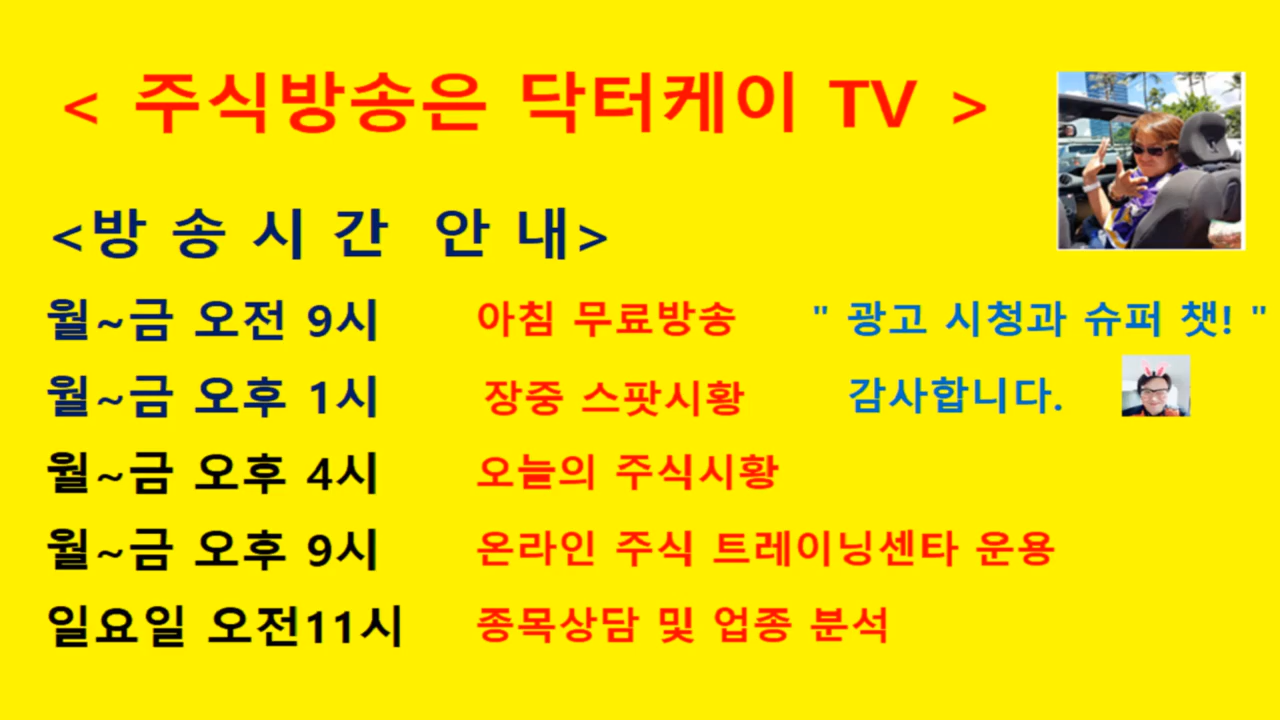 < 주식방송은 닥터케이 TV >
<방 송 시 간 안 내>
월~금 오전 9시 아침 무료방송 " 광고 시청과 슈퍼 챗! "
월~금 오후 1시 장중 스팟시황 감사합니다.
월~금 오후 4시 오늘의 주식시황
월~금 오후 9시 온라인 주식 트레이닝센타 운용
일요일 오전11시 종목상담 및 업종 분석